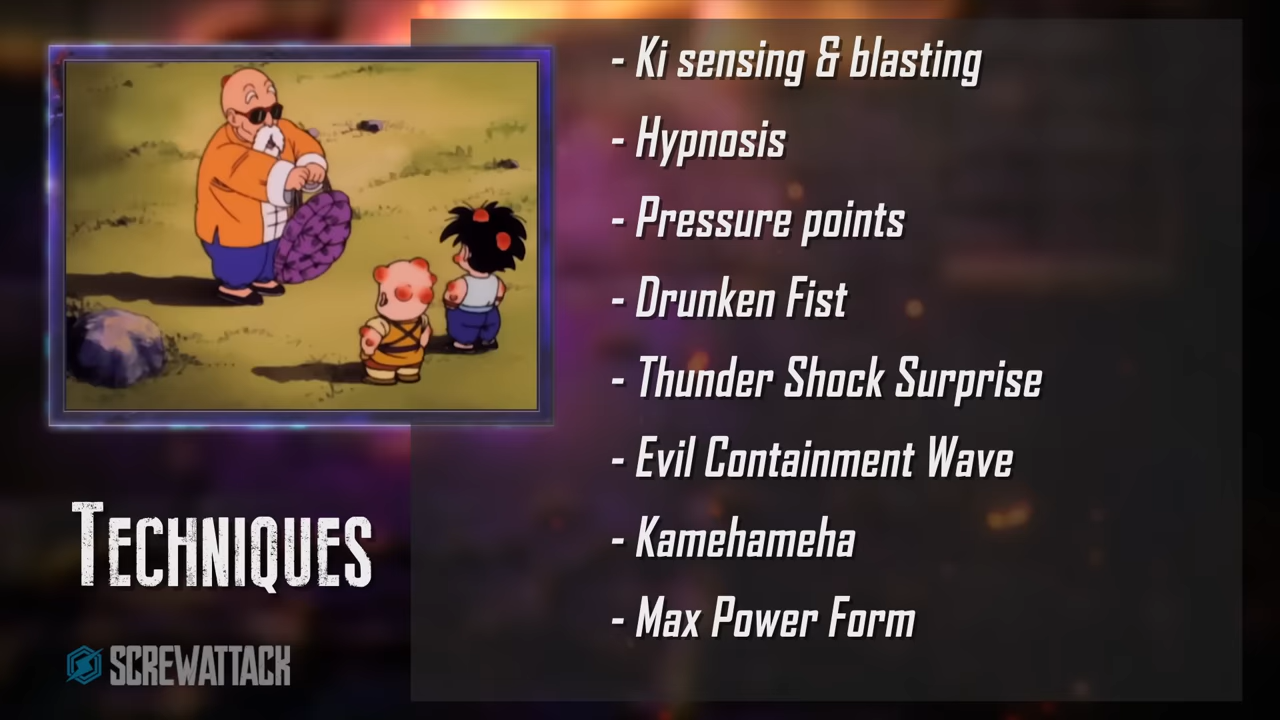 - Ki sensing & blasting
- Hypnosis
- Pressure points
- Drunken Fist
- Thunder Shock Surprise
- Evil Containment Wave
- Kamehameha
- Max Power Form
Techniques
SCREWATTACK